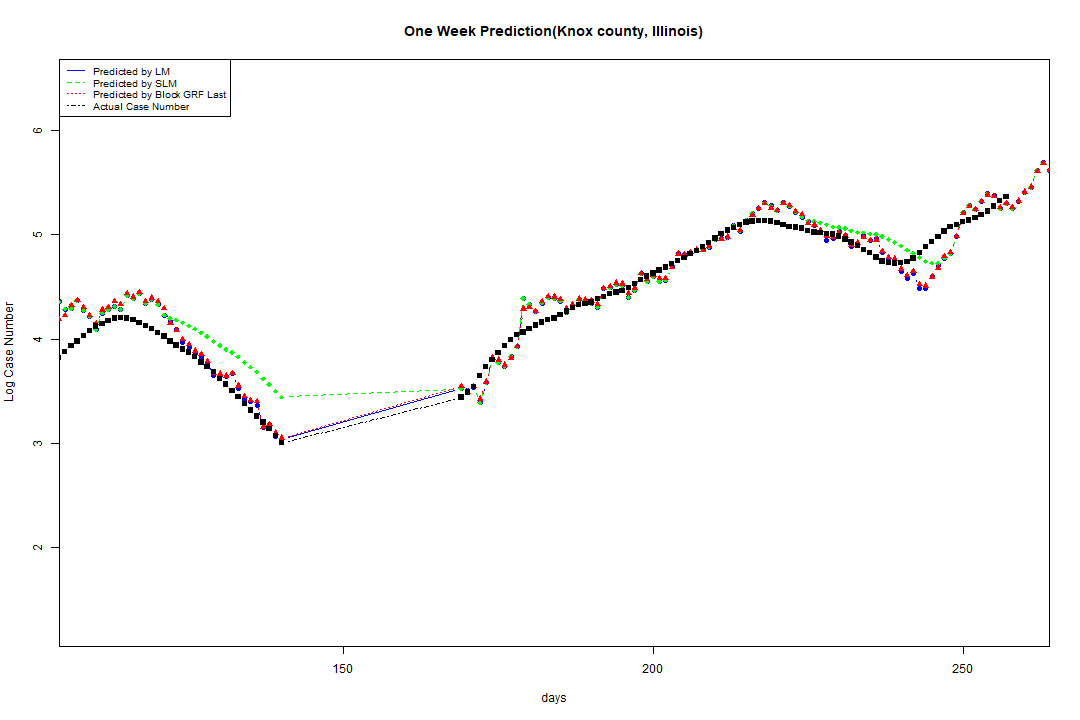 One Week Prediction(Knox county, Illinois)
Predicted by LM
Predicted by SLM
Predicted by Block GRF Last
Actual Case Number
6
5
4
3
2
Log Case Number
150
200
250
days